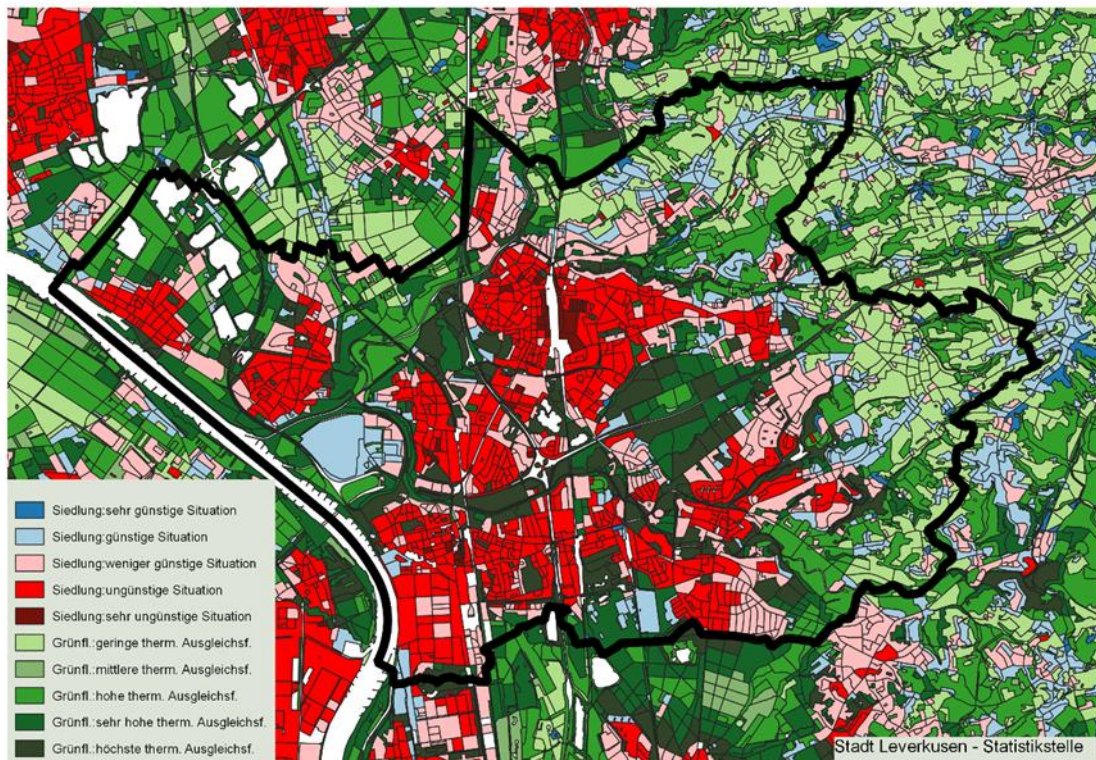 Siedlung:sehr günstige Situation
Siedlung:günstige Situation
Siedlung:weniger günstige Situation
Siedlung:ungünstige Situation
Siedlung:sehr ungünstige Situation
Grünfl.:geringe therm. Ausgleichsf.
Grünfl.:mittlere therm. Ausgleichsf.
Grünfl.:hohe therm. Ausgleichsf.
Grünfl.:sehr hohe therm. Ausgleichsf.
Grünfl.:höchste therm. Ausgleichsf.
Stadt Leverkusen - Statistikstelle